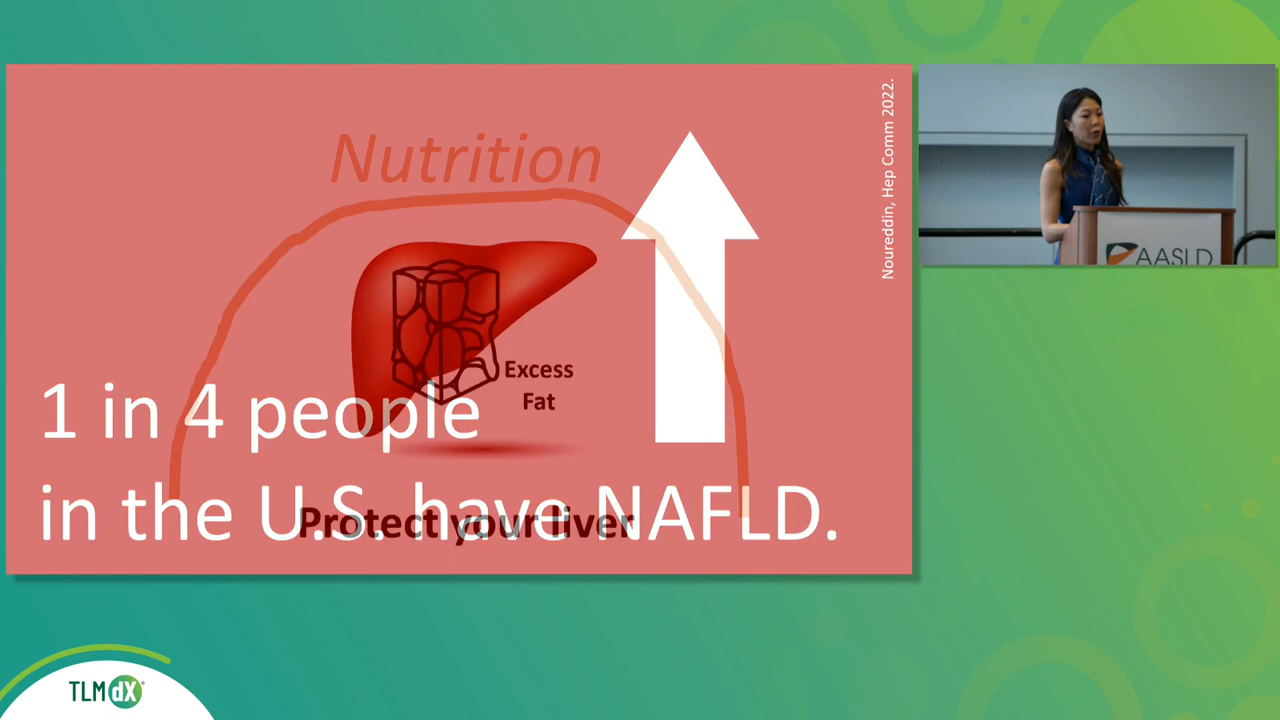 Nutrition
Noureddin, Hep Comm 2022.
Excess
Fat
1 in 4 people
in the U.S. have NAFLD.
Protect your liver
AASLD
TLMdX